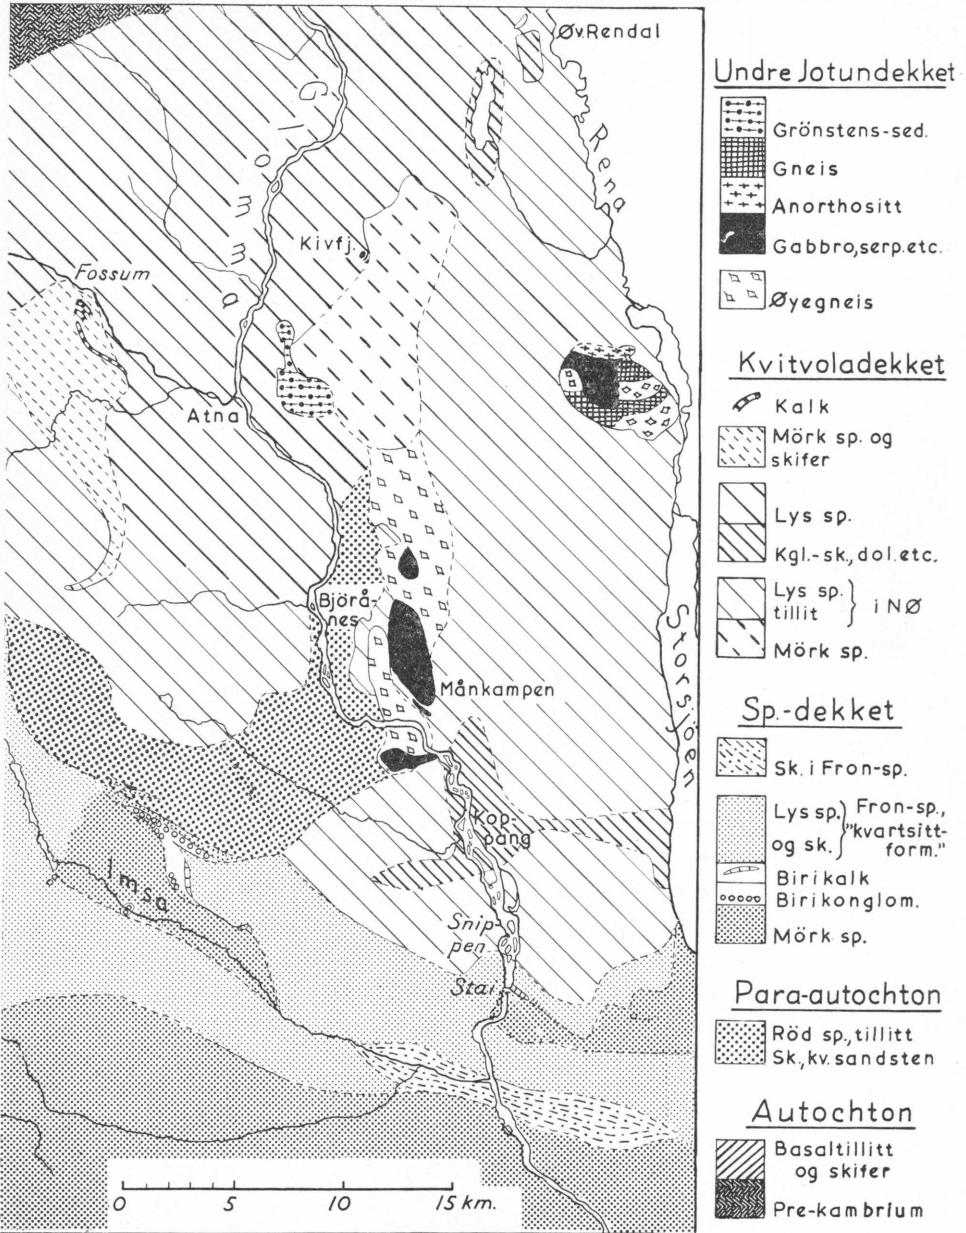 Øv. Rendal
Glomma
Rena
Kivfj.
Fossum
Atna
Björå-
nes
Månkampen
Storsjöen
Kop-
pang
Imsa
Snip-
pen
Stai
0 5 10 15 km.
Undre Jotundekket
Grönstens-sed.
Gneis
Anorthositt
Gabbro, serp. etc.
Øyegneis
Kvitvoladekket
Kalk
Mörk sp. og
skifer
Lys sp.
Kgl.-sk., dol. etc.
Lys sp.
tillit } i NØ
Mörk sp.
Sp.-dekket
Sk. i Fron-sp.
Lys sp. } Fron-sp.,
og sk. "kvartsitt-
form."
Birikalk
Birikonglom.
Mörk sp.
Para-autochton
Röd sp., tillitt
Sk., kv. sandsten
Autochton
Basaltillitt
og skifer
Pre-kambrium